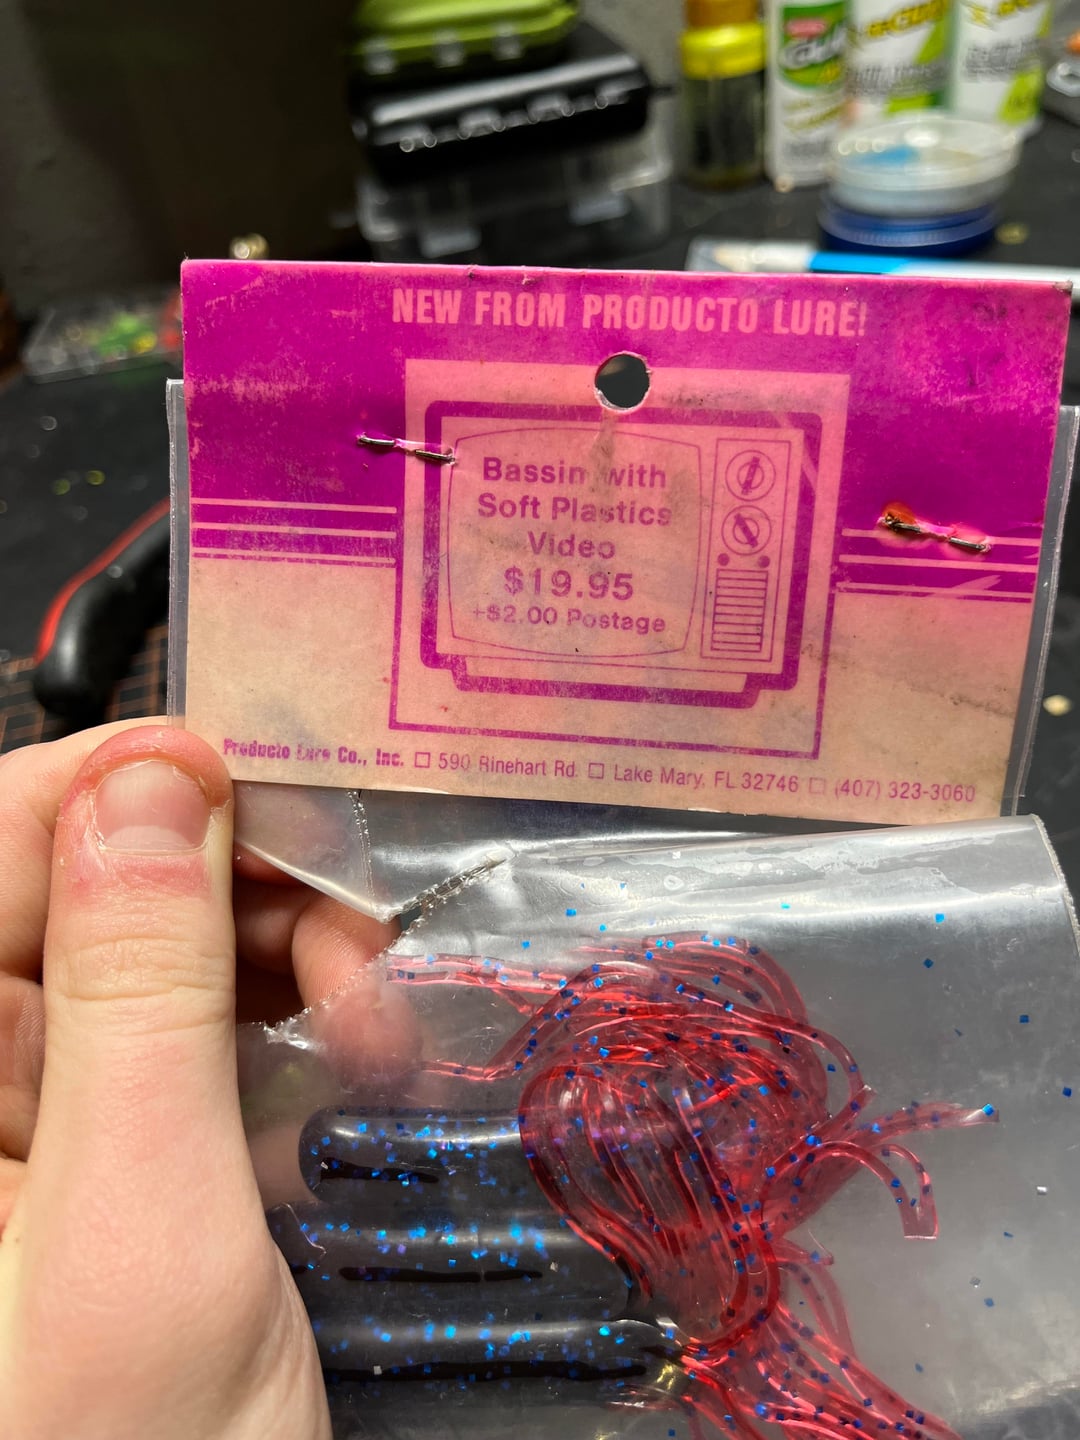 NEW FROM PRODUCTO LURE!
Bassin with
Soft Plastics
Video
$19.95
+$2.00 Postage
Producto Lure Co., Inc. ☐ 590 Rinehart Rd. ☐ Lake Mary, FL 32746 ☐ (407) 323-3060